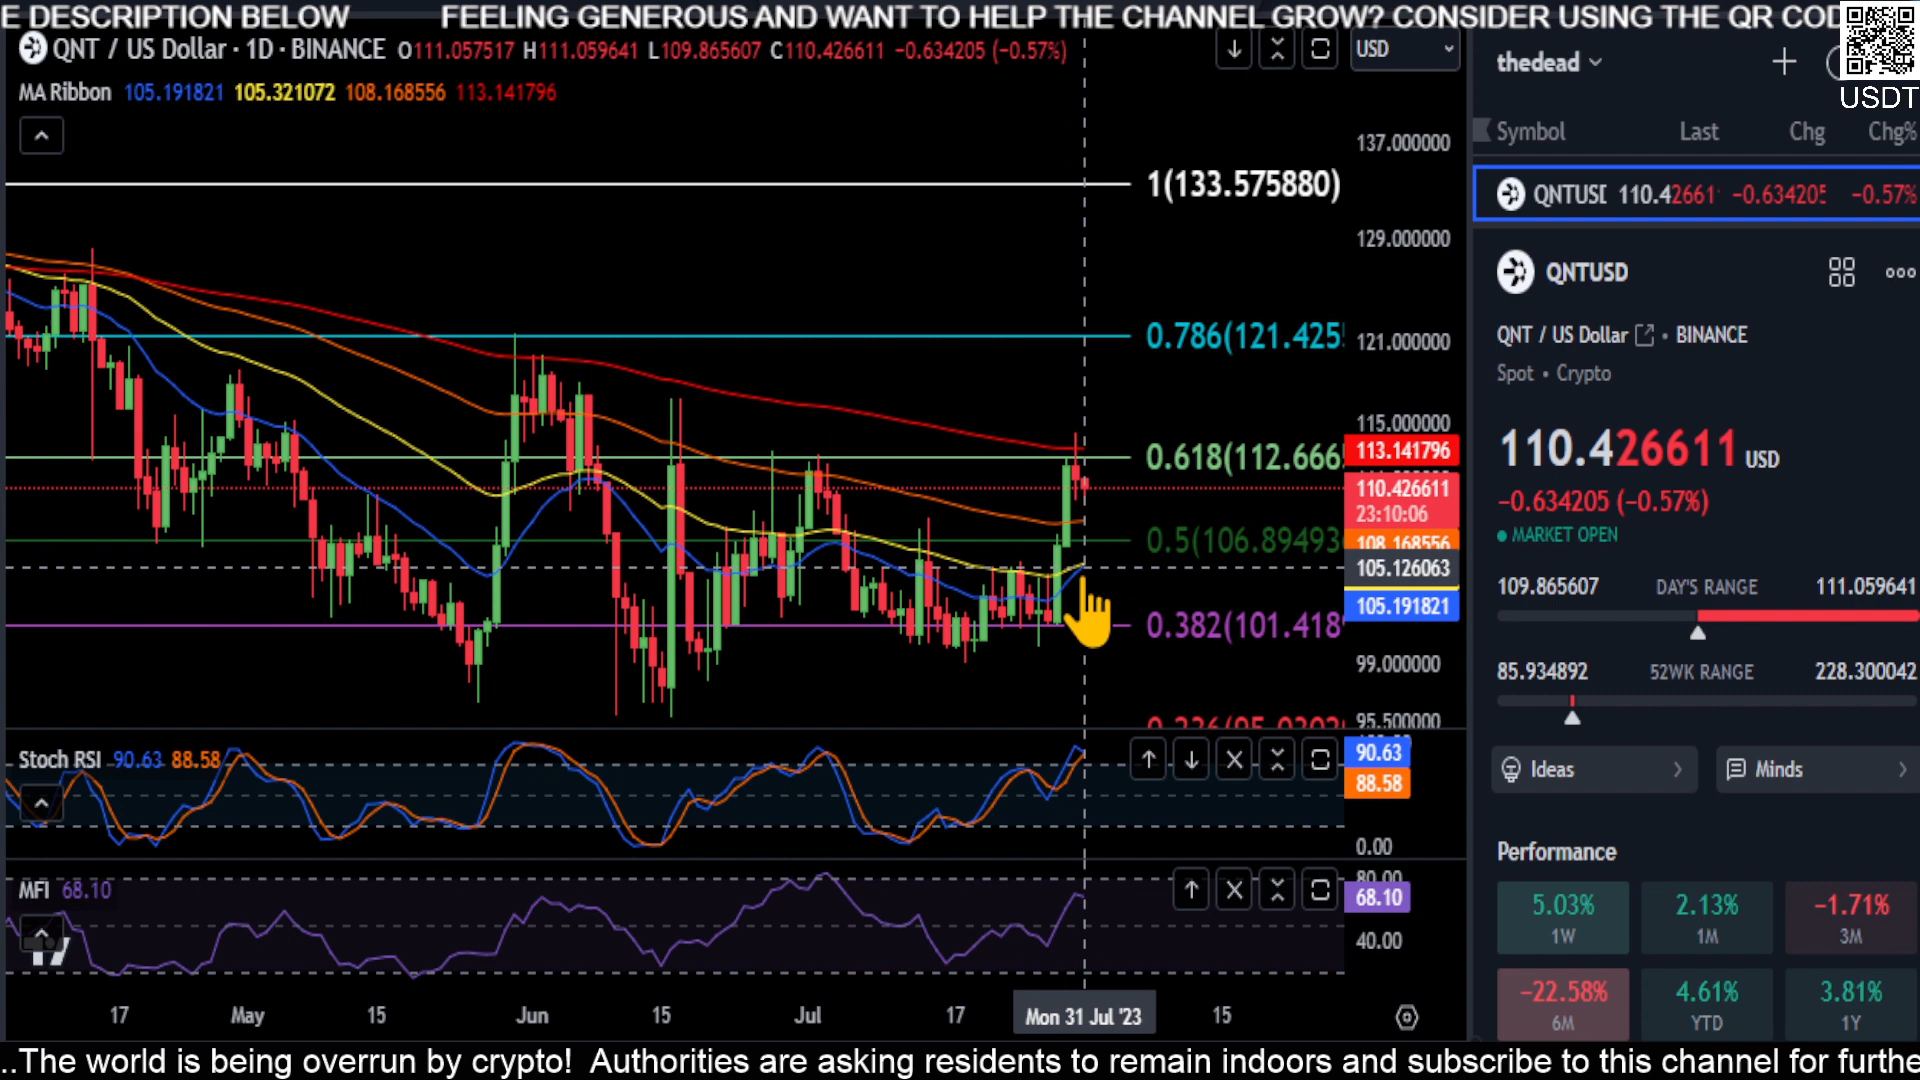 E DESCRIPTION BELOW FEELING GENEROUS AND WANT TO HELP THE CHANNEL GROW? CONSIDER USING THE QR COD
QNT / US Dollar · 1D · BINANCE O111.057517 H111.059641 L109.865607 C110.426611 −0.634205 (−0.57%)
USD
MA Ribbon 105.191821 105.321072 108.168556 113.141796
137.000000
1(133.575880)
129.000000
0.786(121.425
121.000000
115.000000
0.618(112.666
113.141796
110.426611
23:10:06
0.5(106.89493
108.168556
105.126063
105.191821
0.382(101.418
99.000000
95.500000
Stoch RSI 90.63 88.58
90.63
88.58
0.00
MFI 68.10
80.00
68.10
40.00
17 May 15 Jun 15 Jul 17 Mon 31 Jul '23 15
thedead
USDT
Symbol Last Chg Chg%
QNTUSD 110.42661 −0.634205 −0.57%
QNTUSD
QNT / US Dollar · BINANCE
Spot • Crypto
110.426611 USD
−0.634205 (−0.57%)
MARKET OPEN
109.865607 DAY'S RANGE 111.059641
85.934892 52WK RANGE 228.300042
Ideas Minds
Performance
5.03% 2.13% −1.71%
1W 1M 3M
−22.58% 4.61% 3.81%
6M YTD 1Y
..The world is being overrun by crypto! Authorities are asking residents to remain indoors and subscribe to this channel for furthe